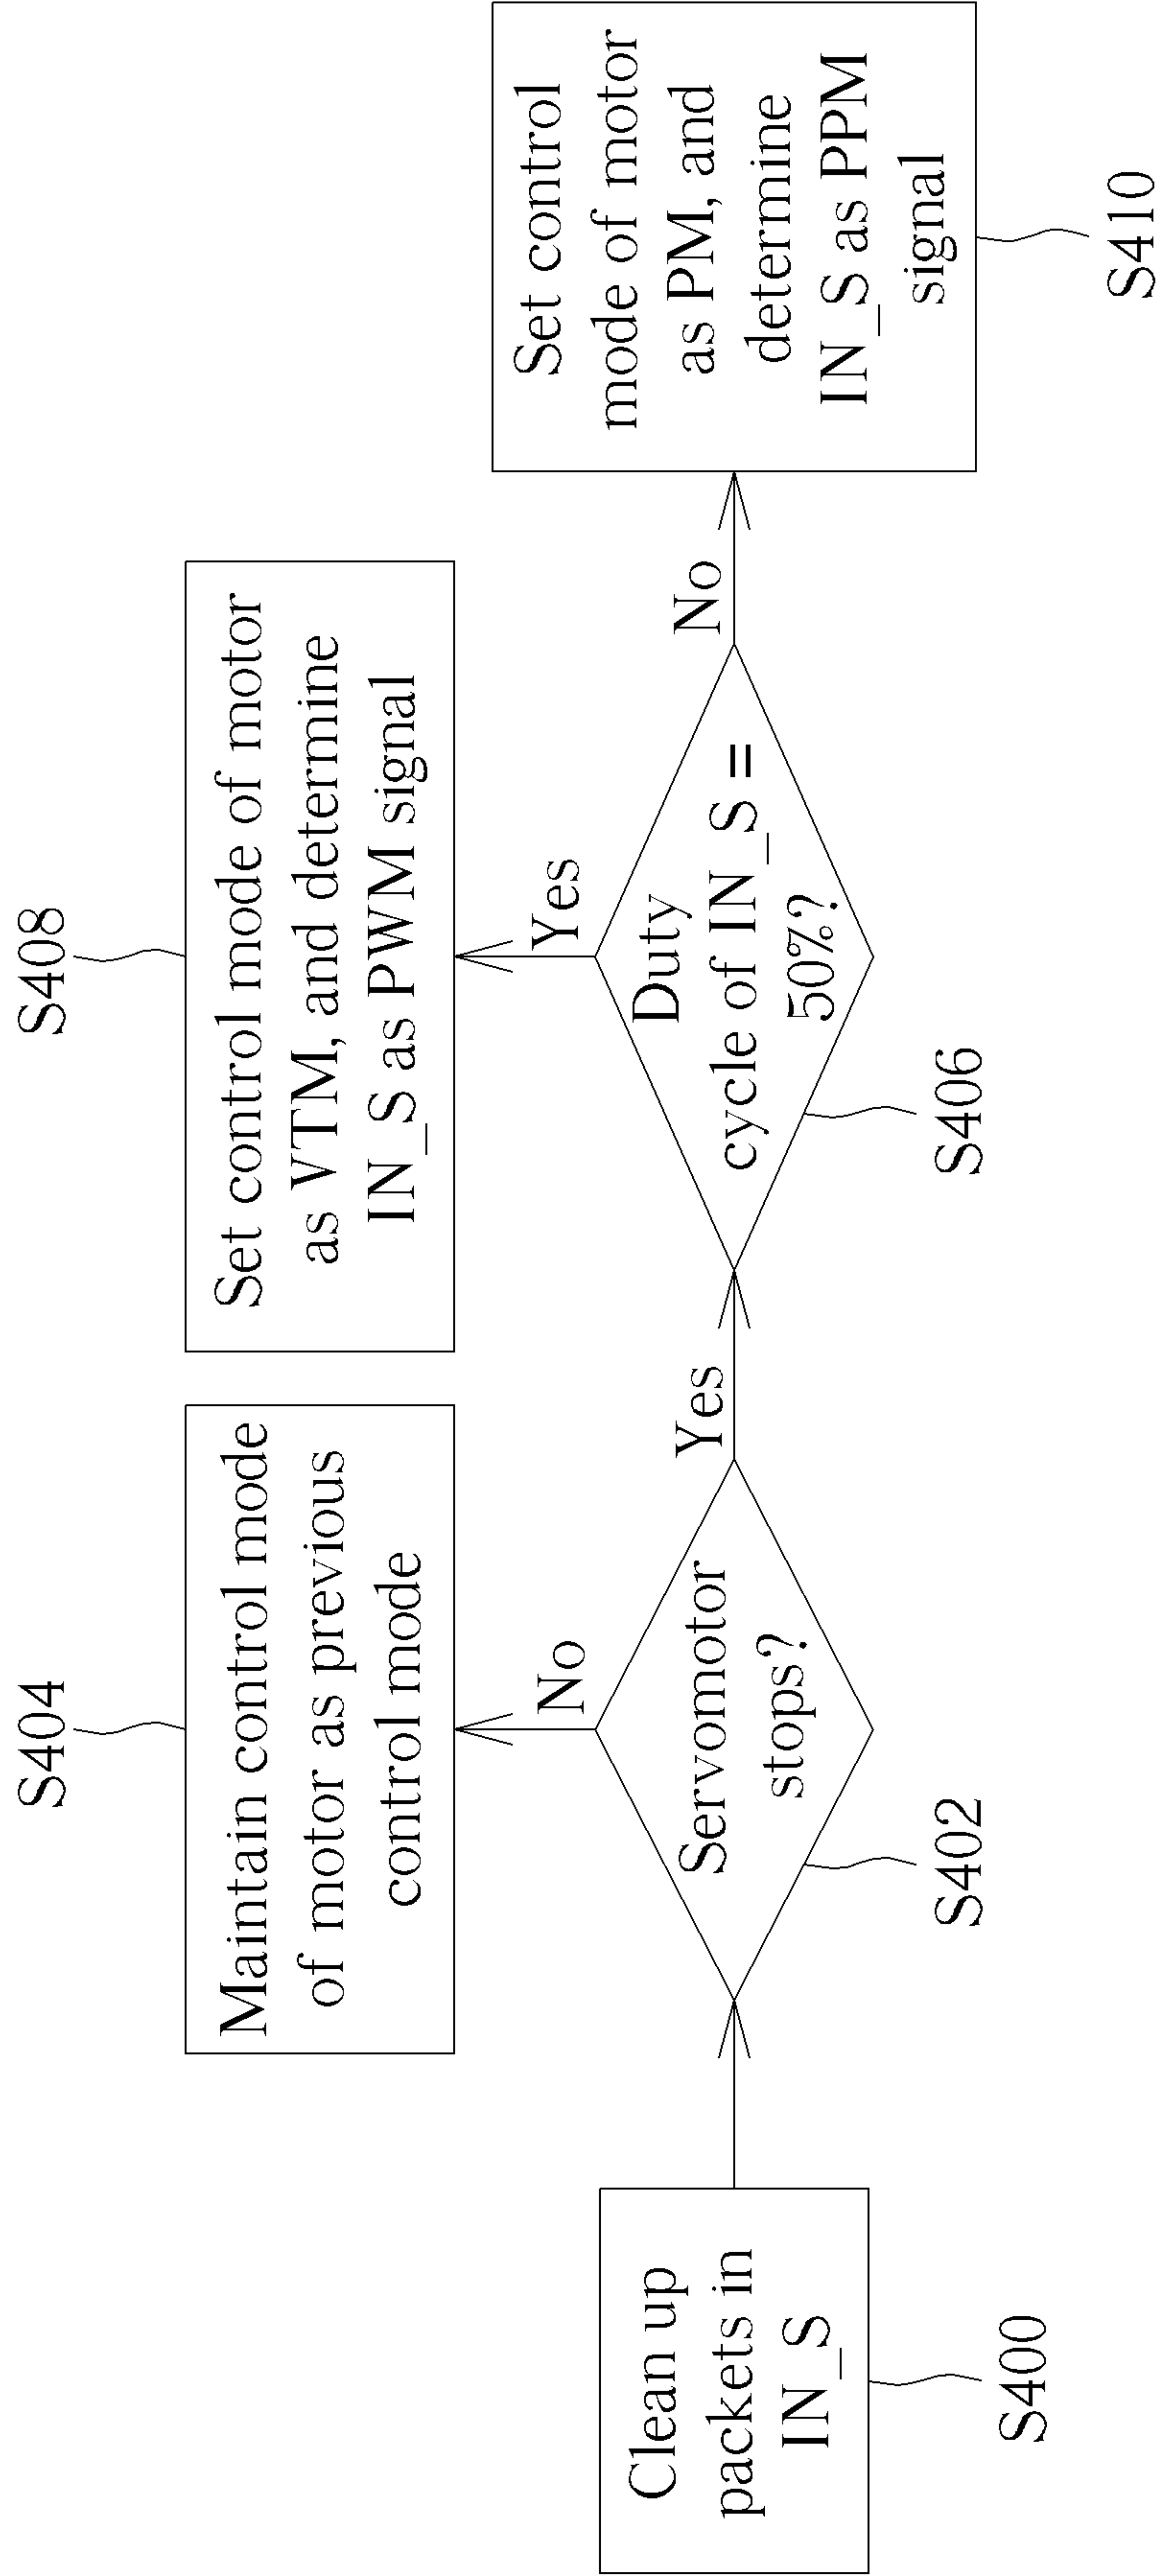 S404
Maintain control mode
of motor as previous
control mode
S408
Set control mode of motor
as VTM, and determine
IN_S as PWM signal
Clean up
packets in
IN_S
S400
Servomotor
stops?
S402
No
Yes
Duty
cycle of IN_S =
50%?
S406
Yes
No
Set control
mode of motor
as PM, and
determine
IN_S as PPM
signal
S410